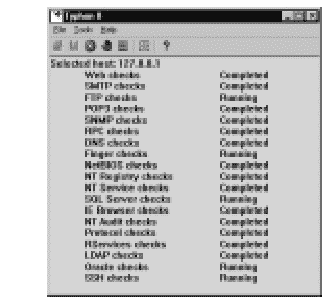 Typhon II
File Tools Help
Selected host: 127.0.0.1
Web checks Completed
SMTP checks Completed
FTP checks Running
POP3 checks Completed
SNMP checks Completed
RPC checks Completed
DNS checks Completed
Finger checks Running
NetBIOS checks Completed
NT Registry checks Completed
NT Service checks Completed
SQL Server checks Running
IE Browser checks Completed
NT Audit checks Completed
Protocol checks Completed
RServices checks Completed
LDAP checks Completed
Oracle checks Running
SSH checks Running